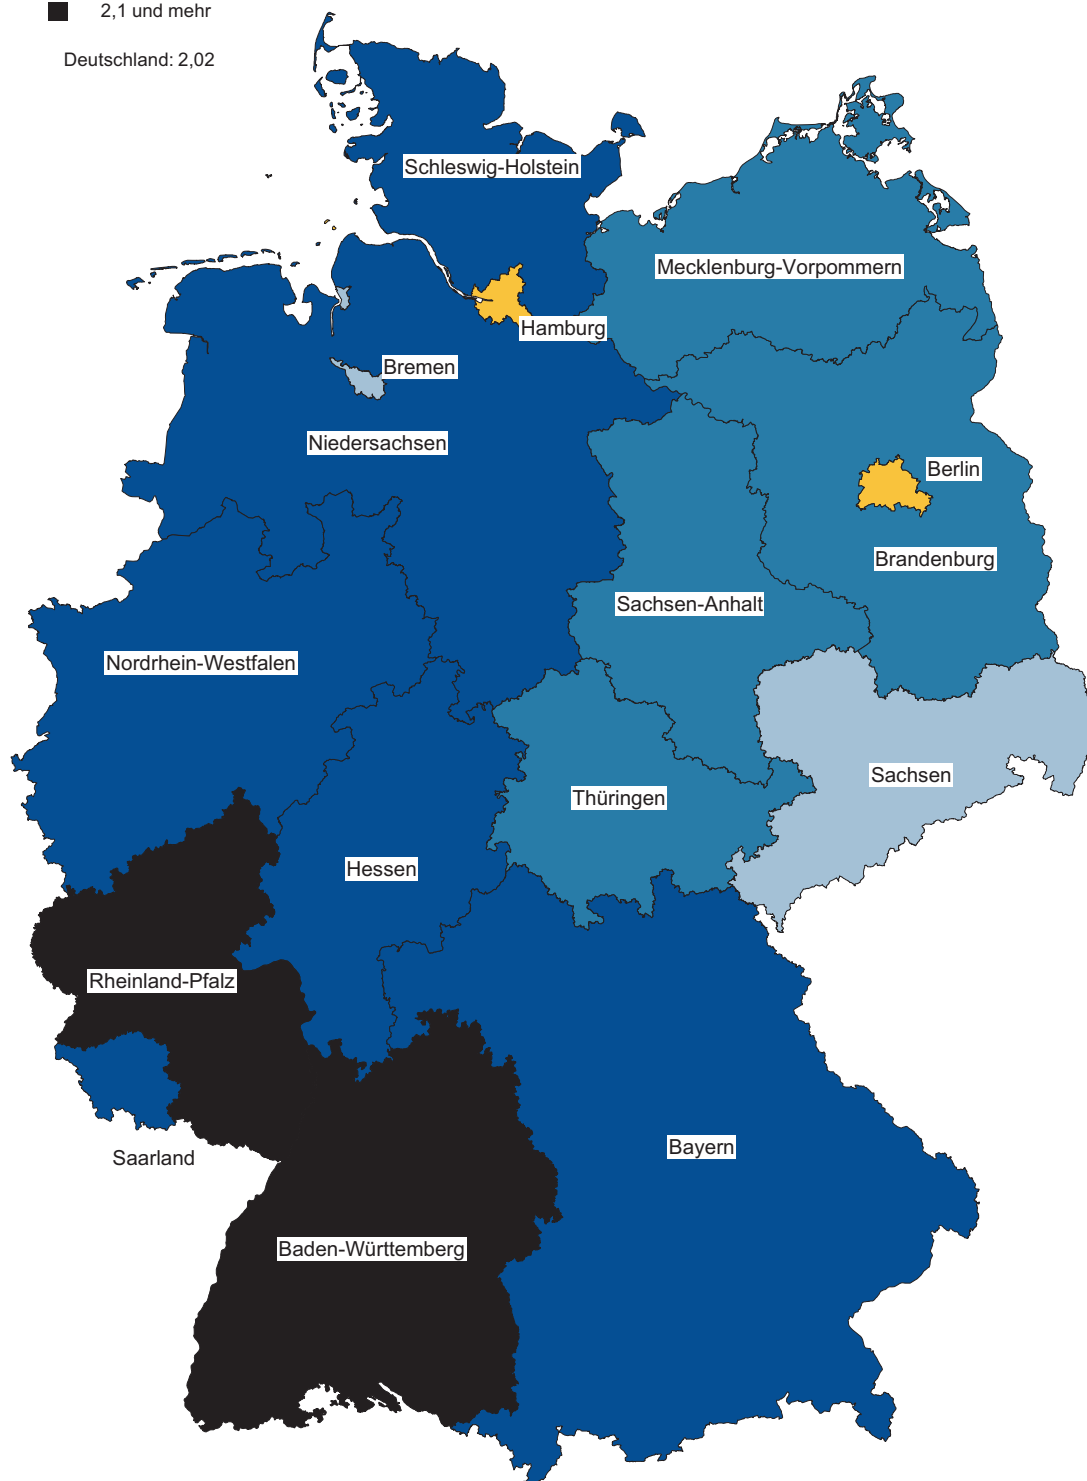 2,1 und mehr
Deutschland: 2,02
Schleswig-Holstein
Mecklenburg-Vorpommern
Hamburg
Bremen
Niedersachsen
Berlin
Brandenburg
Sachsen-Anhalt
Nordrhein-Westfalen
Sachsen
Thüringen
Hessen
Rheinland-Pfalz
Bayern
Saarland
Baden-Württemberg